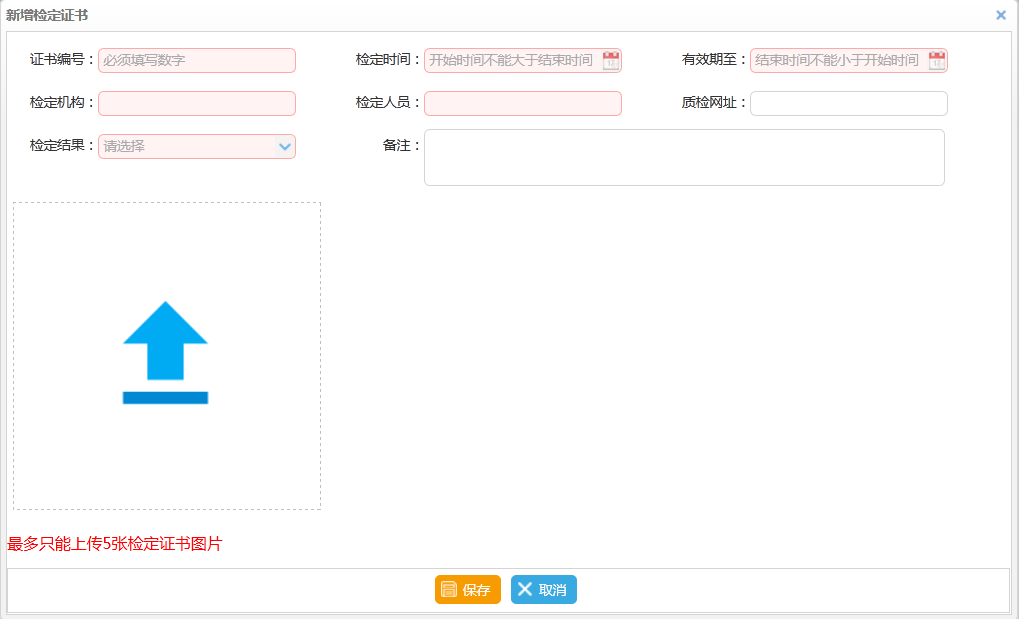 新增检定证书
证书编号： 必须填写数字 检定时间： 开始时间不能大于结束时间 有效期至： 结束时间不能小于开始时间
检定机构： 检定人员： 质检网址：
检定结果： 请选择 备注：
最多只能上传5张检定证书图片
保存 取消